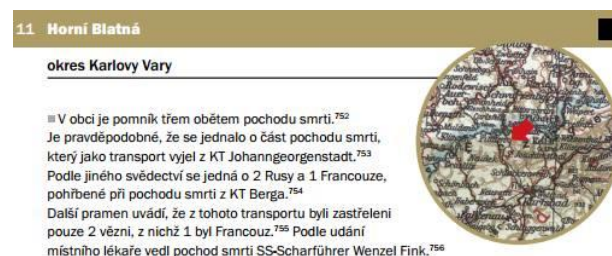 11 Horní Blatná
okres Karlovy Vary
V obci je pomník třem obětem pochodu smrti.752
Je pravděpodobné, že se jednalo o část pochodu smrti,
který jako transport vyjel z KT Johanngeorgenstadt.753
Podle jiného svědectví se jedná o 2 Rusy a 1 Francouze,
pohřbené při pochodu smrti z KT Berga.754
Další pramen uvádí, že z tohoto transportu byli zastřeleni
pouze 2 vězni, z nichž 1 byl Francouz.755 Podle udání
místního lékaře vedl pochod smrti SS-Scharführer Wenzel Fink.756